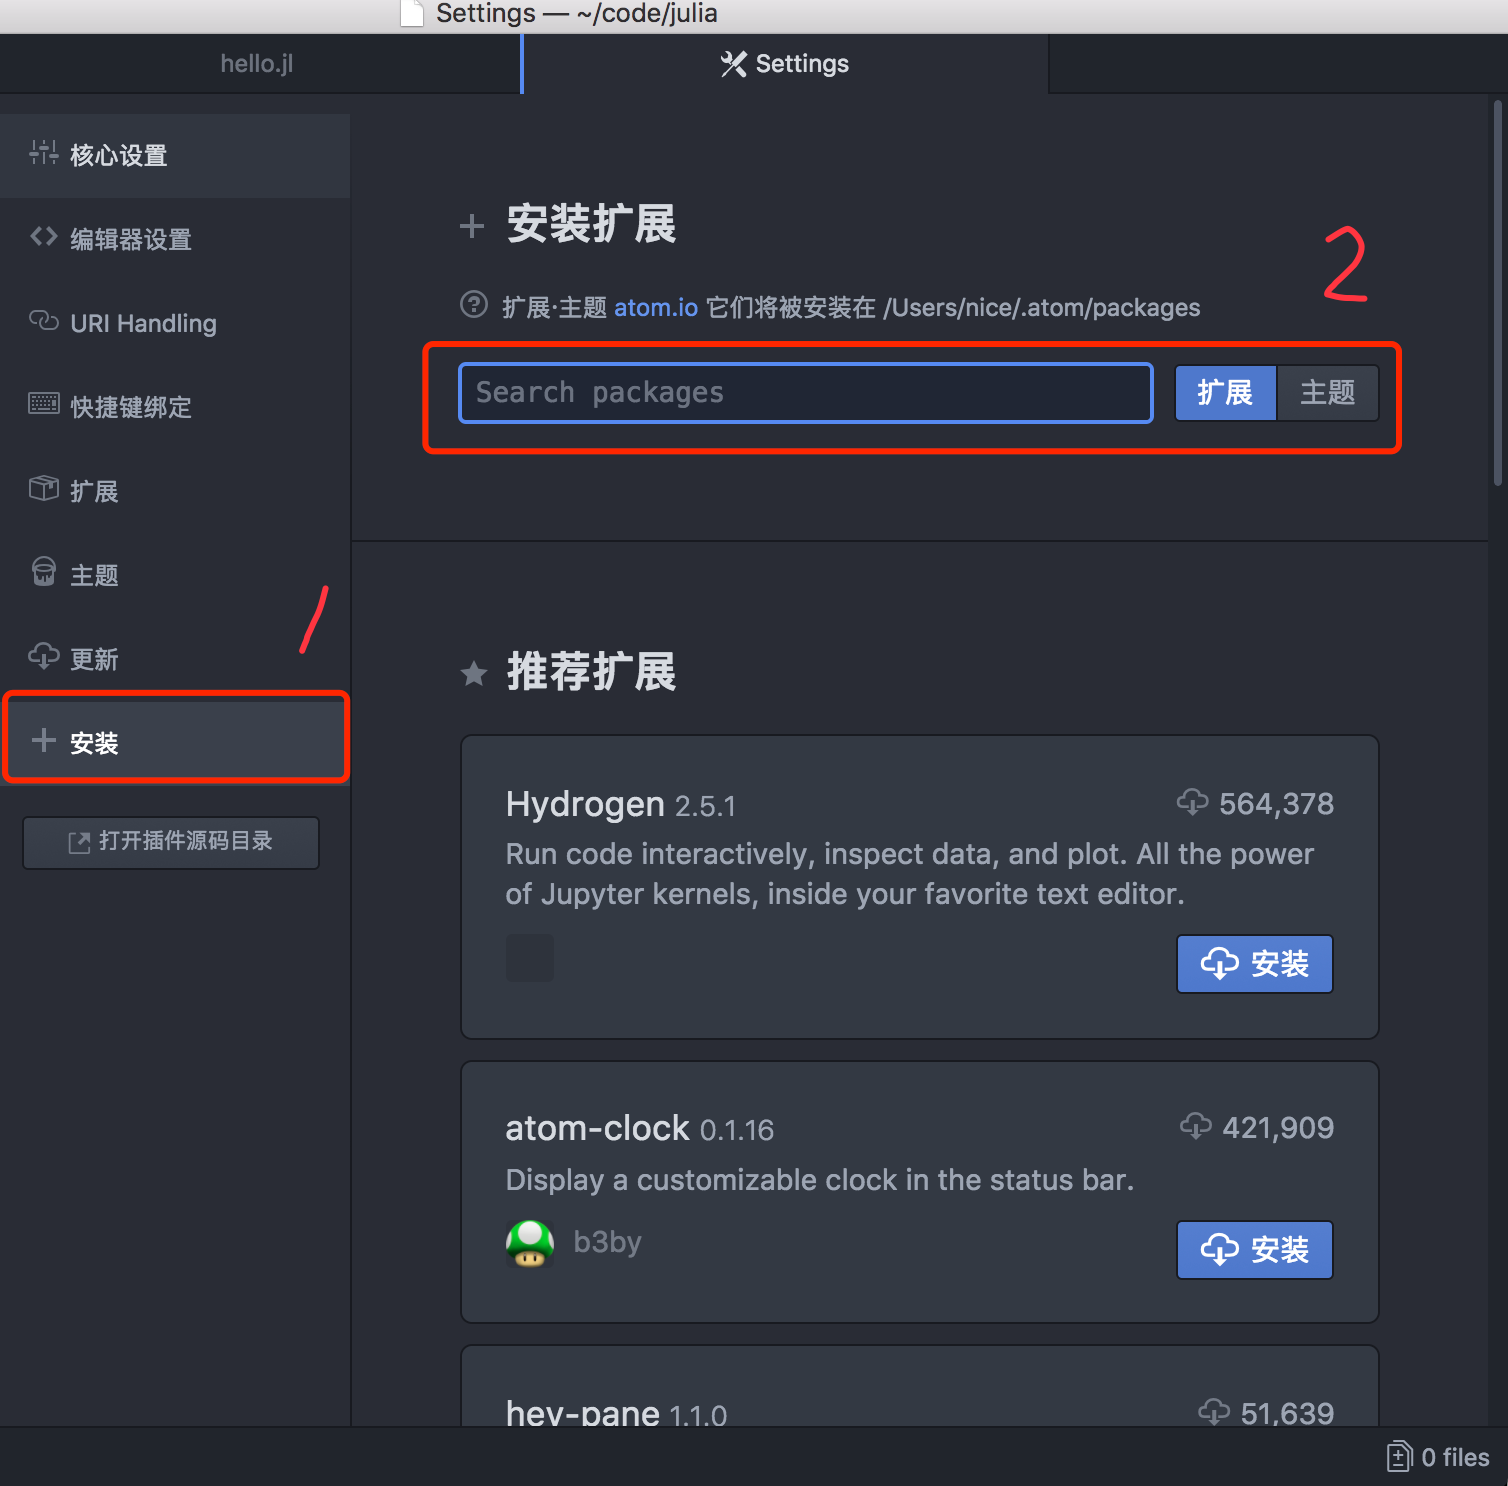 Settings — ~/code/julia
hello.jl
Settings
核心设置
编辑器设置
URI Handling
快捷键绑定
扩展
主题
更新
1
安装
打开插件源码目录
安装扩展
2
扩展·主题 atom.io 它们将被安装在 /Users/nice/.atom/packages
Search packages
扩展
主题
推荐扩展
Hydrogen 2.5.1
564,378
Run code interactively, inspect data, and plot. All the power
of Jupyter kernels, inside your favorite text editor.
安装
atom-clock 0.1.16
421,909
Display a customizable clock in the status bar.
b3by
安装
hey-pane 1.1.0
51,639
0 files